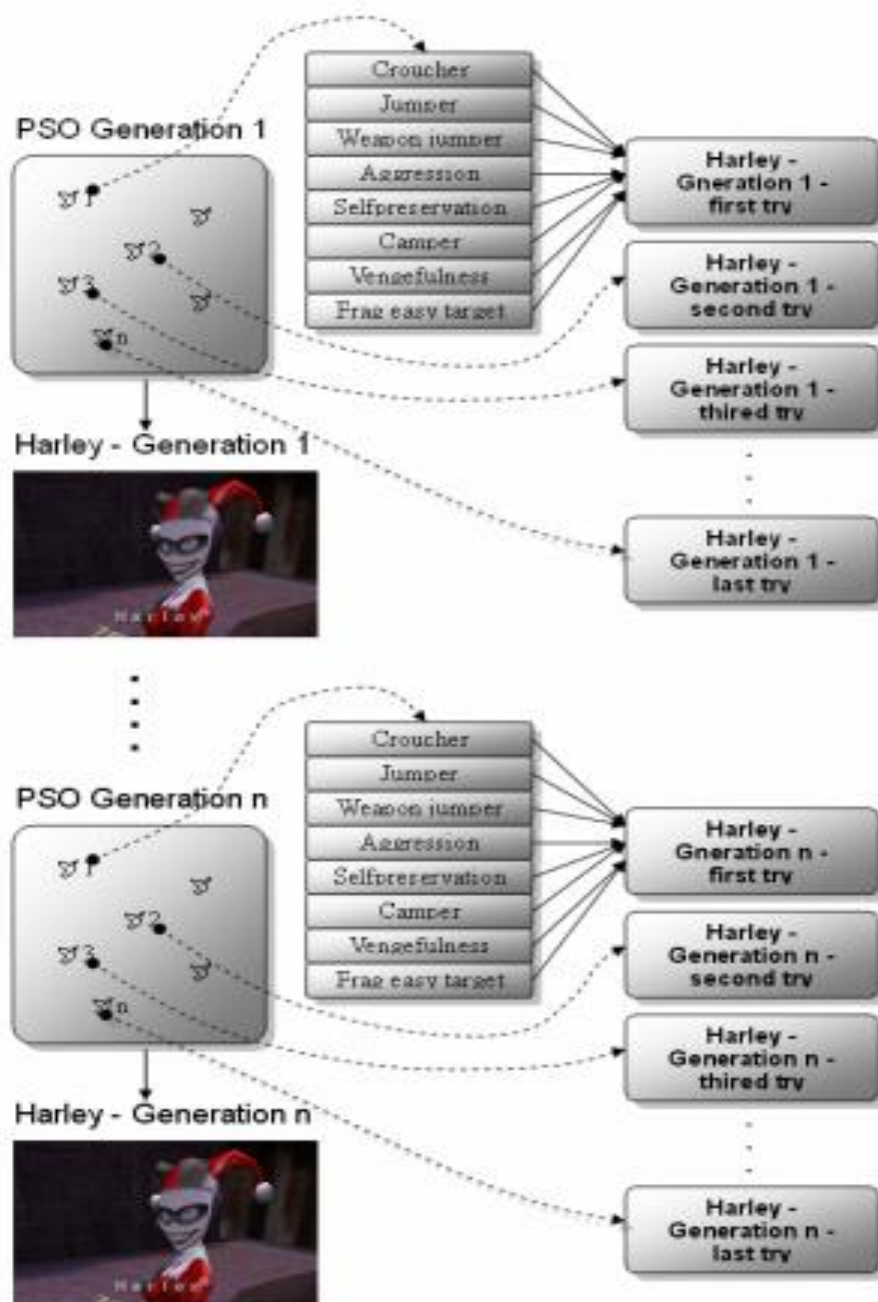 PSO Generation 1
1
2
3
n
Croucher
Jumper
Weapon jumper
Aggression
Selfpreservation
Camper
Vengefulness
Frag easy target
Harley -
Gneration 1 -
first try
Harley -
Generation 1 -
second try
Harley -
Generation 1 -
thired try
Harley -
Generation 1 -
last try
Harley - Generation 1
Harley
PSO Generation n
1
2
3
n
Croucher
Jumper
Weapon jumper
Aggression
Selfpreservation
Camper
Vengefulness
Frag easy target
Harley -
Gneration n -
first try
Harley -
Generation n -
second try
Harley -
Generation n -
thired try
Harley -
Generation n -
last try
Harley - Generation n
Harley